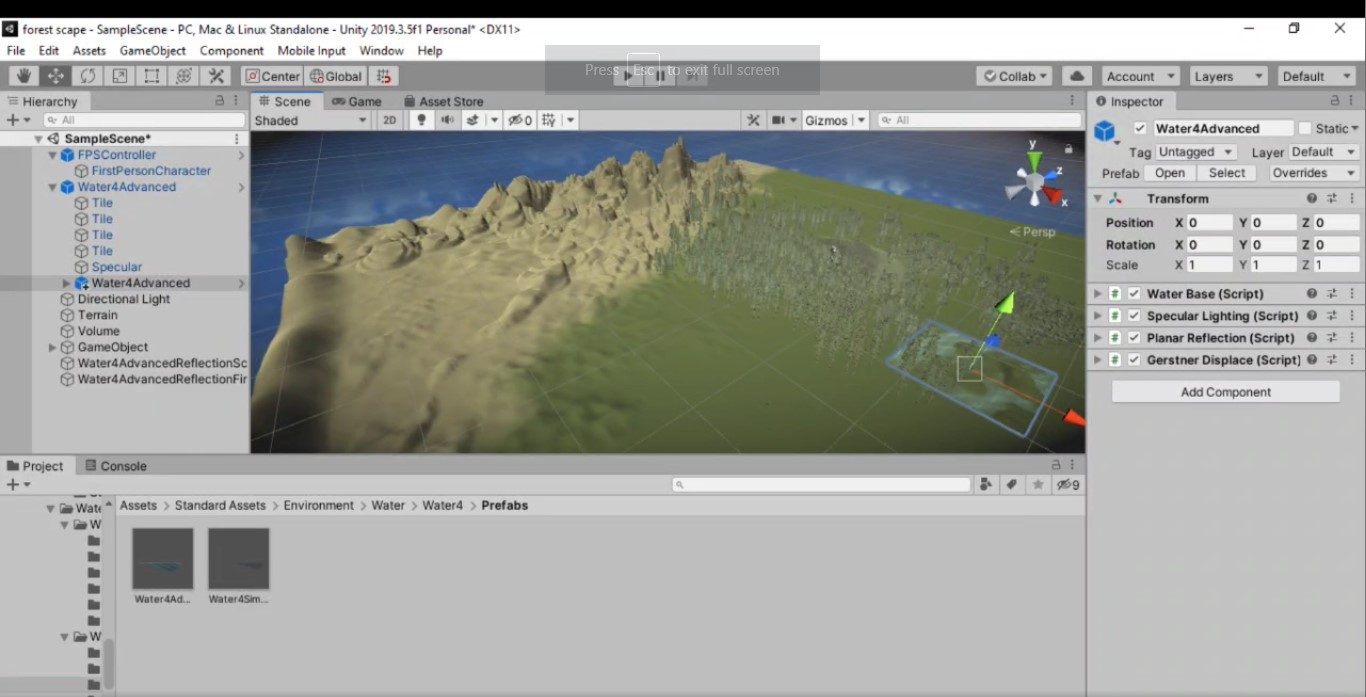 forest scape - SampleScene - PC, Mac & Linux Standalone - Unity 2019.3.5f1 Personal* <DX11>
File Edit Assets GameObject Component Mobile Input Window Help
Press Esc to exit full screen
Center Global Collab Account Layers Default
Hierarchy
All
SampleScene*
FPSController
FirstPersonCharacter
Water4Advanced
Tile
Tile
Tile
Tile
Specular
Water4Advanced
Directional Light
Terrain
Volume
GameObject
Water4AdvancedReflectionSc
Water4AdvancedReflectionFir
Scene Game Asset Store
Shaded 2D 0 Gizmos All
y
z
x
Persp
Inspector
Water4Advanced Static
Tag Untagged Layer Default
Prefab Open Select Overrides
Transform
Position X 0 Y 0 Z 0
Rotation X 0 Y 0 Z 0
Scale X 1 Y 1 Z 1
Water Base (Script)
Specular Lighting (Script)
Planar Reflection (Script)
Gerstner Displace (Script)
Add Component
Project Console
9
Wate
W
W
Assets > Standard Assets > Environment > Water > Water4 > Prefabs
Water4Ad... Water4Sim...